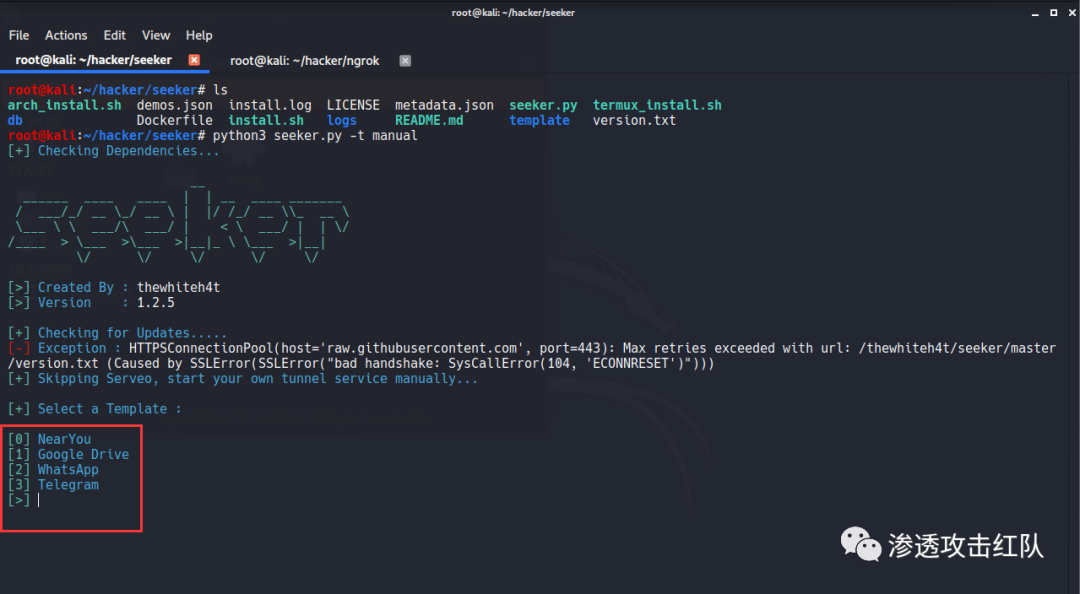 root@kali: ~/hacker/seeker
File Actions Edit View Help
root@kali: ~/hacker/seeker root@kali: ~/hacker/ngrok
root@kali:~/hacker/seeker# ls
arch_install.sh demos.json install.log LICENSE metadata.json seeker.py termux_install.sh
db Dockerfile install.sh logs README.md template version.txt
root@kali:~/hacker/seeker# python3 seeker.py -t manual
[+] Checking Dependencies...
seeker
[>] Created By : thewhiteh4t
[>] Version : 1.2.5
[+] Checking for Updates.....
[-] Exception : HTTPSConnectionPool(host='raw.githubusercontent.com', port=443): Max retries exceeded with url: /thewhiteh4t/seeker/master
/version.txt (Caused by SSLError(SSLError("bad handshake: SysCallError(104, 'ECONNRESET')")))
[+] Skipping Serveo, start your own tunnel service manually...
[+] Select a Template :
[0] NearYou
[1] Google Drive
[2] WhatsApp
[3] Telegram
[>]
渗透攻击红队